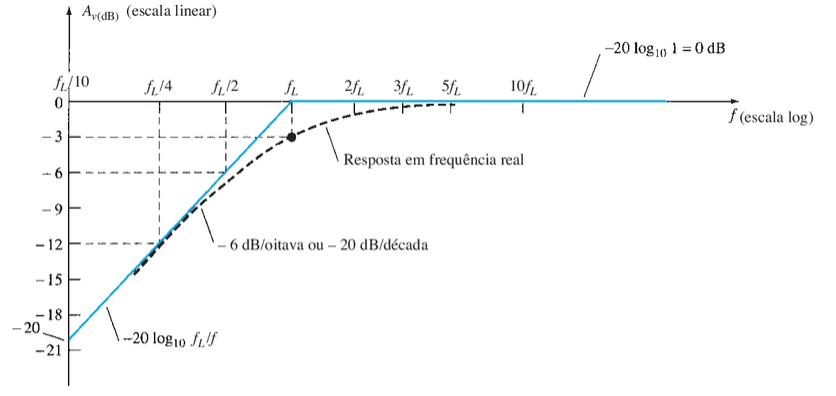 A_v(dB) (escala linear)
−20 log₁₀ 1 = 0 dB
f_L/10
f_L/4
f_L/2
f_L
2f_L
3f_L
5f_L
10f_L
0
f (escala log)
−3
Resposta em frequência real
−6
−9
−12
−6 dB/oitava ou −20 dB/década
−15
−18
−20
−20 log₁₀ f_L/f
−21